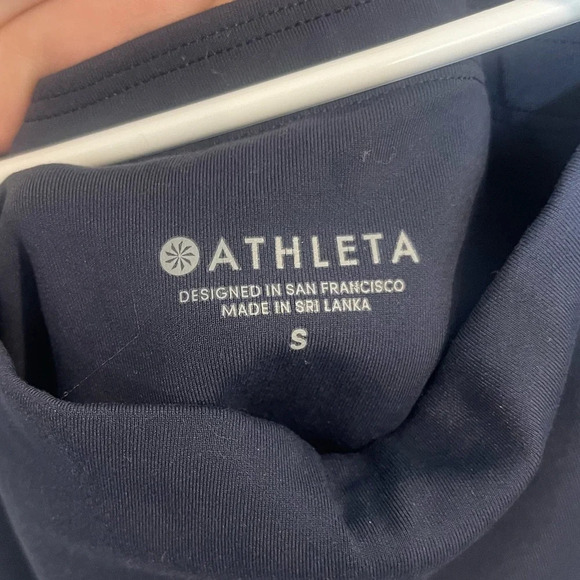 ATHLETA
DESIGNED IN SAN FRANCISCO
MADE IN SRI LANKA
S